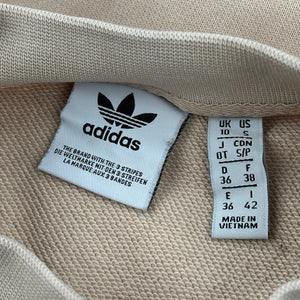 adidas
THE BRAND WITH THE 3 STRIPES
DIE WELTMARKE MIT DEN 3 STREIFEN
LA MARQUE AUX 3 BANDES
UK US
10 S
J CDN
OT S/P
D F
36 38
E I
36 42
MADE IN
VIETNAM